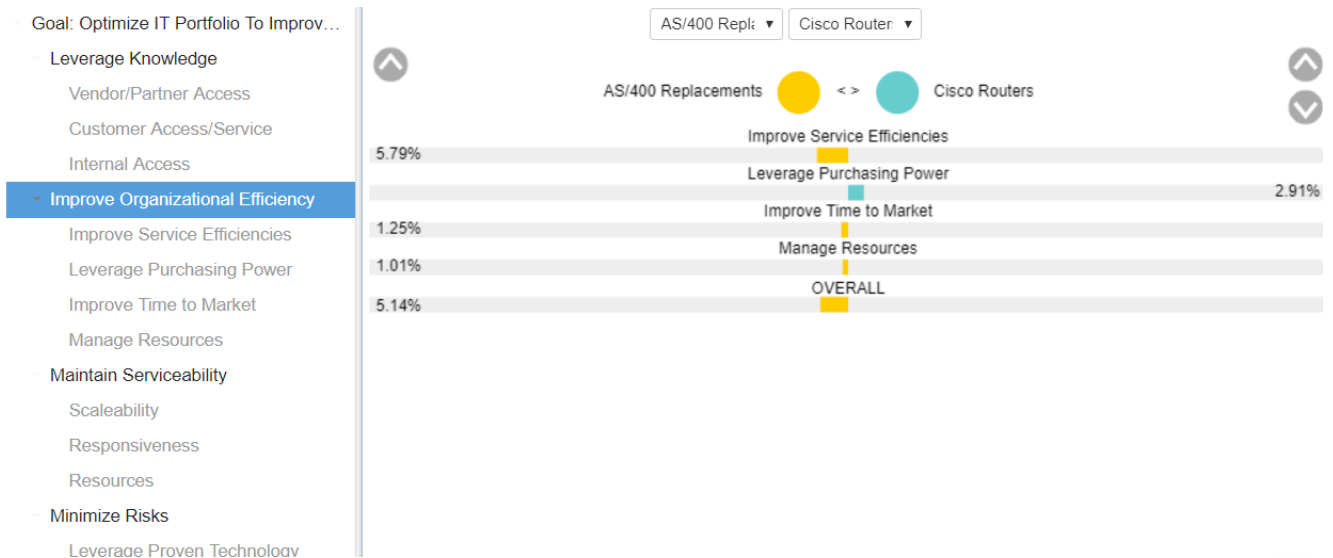 Goal: Optimize IT Portfolio To Improv...
Leverage Knowledge
Vendor/Partner Access
Customer Access/Service
Internal Access
Improve Organizational Efficiency
Improve Service Efficiencies
Leverage Purchasing Power
Improve Time to Market
Manage Resources
Maintain Serviceability
Scaleability
Responsiveness
Resources
Minimize Risks
Leverage Proven Technology
AS/400 Repla Cisco Router
AS/400 Replacements < > Cisco Routers
Improve Service Efficiencies
5.79%
Leverage Purchasing Power
2.91%
Improve Time to Market
1.25%
Manage Resources
1.01%
OVERALL
5.14%